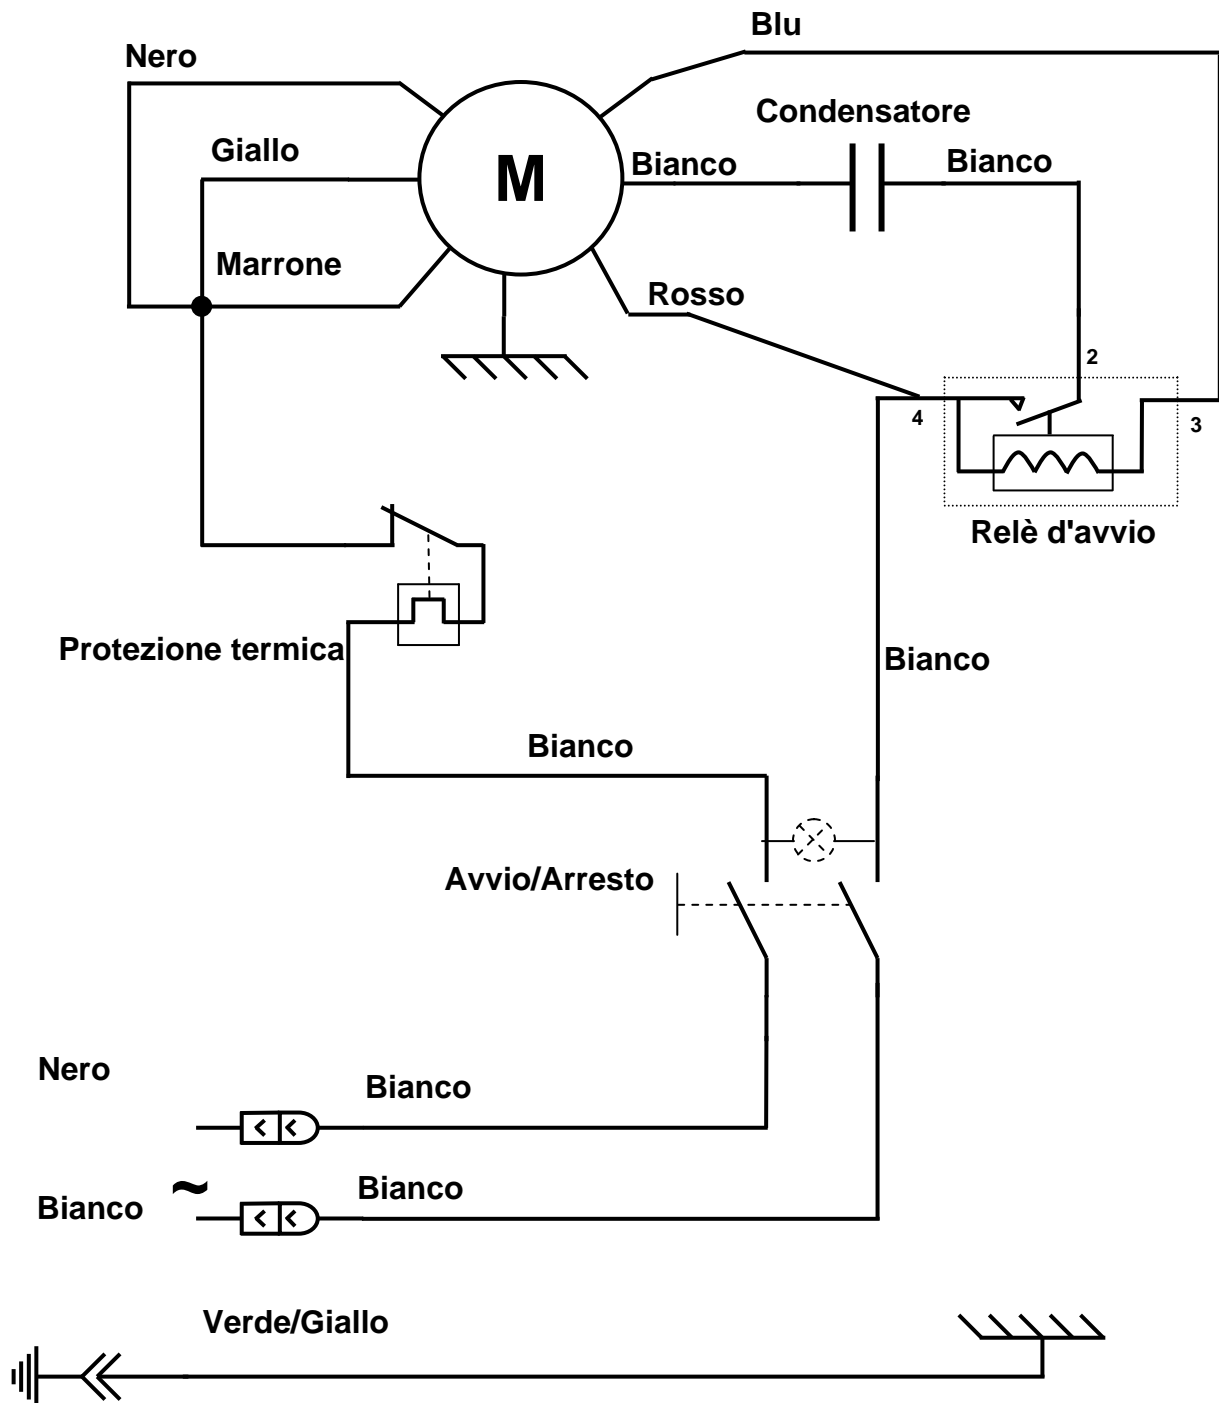 Blu
Nero
Condensatore
Giallo
M
Bianco
Bianco
Marrone
Rosso
2
4
3
Relè d'avvio
Protezione termica
Bianco
Bianco
Avvio/Arresto
Nero
Bianco
~
Bianco
Bianco
Verde/Giallo